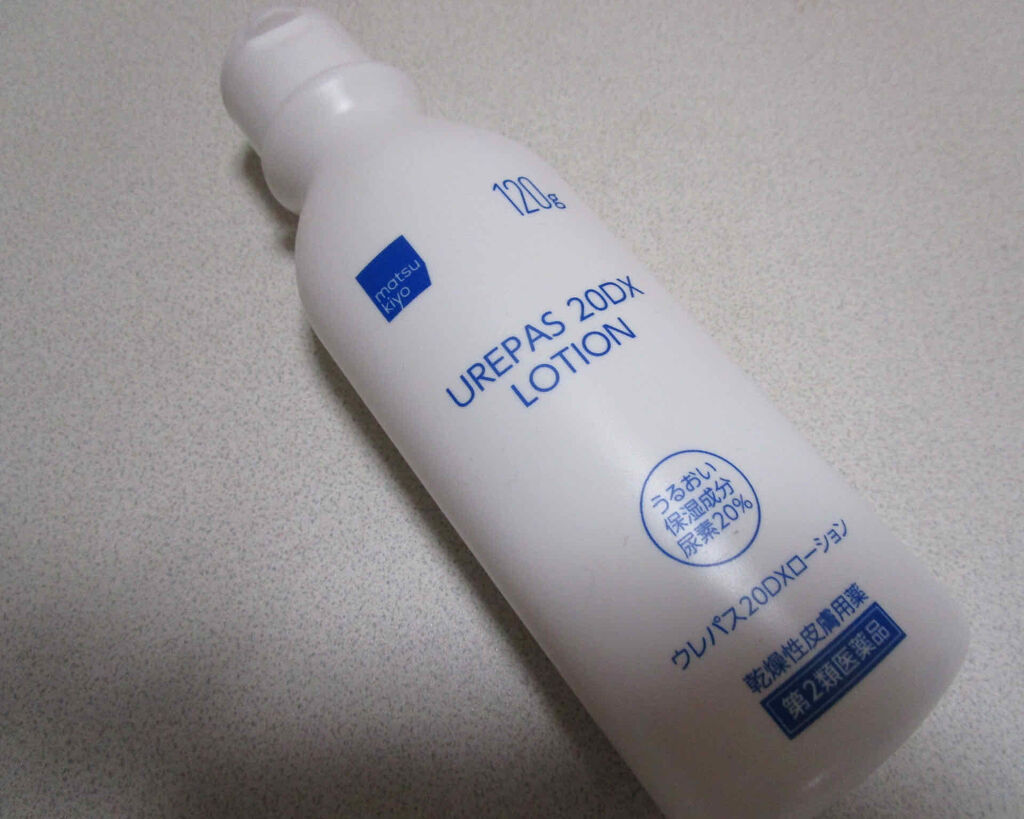 120g
matsu
kiyo
UREPAS 20DX
LOTION
うるおい
保湿成分
尿素20%
ウレパス20DXローション
乾燥性皮膚用薬
第2類医薬品